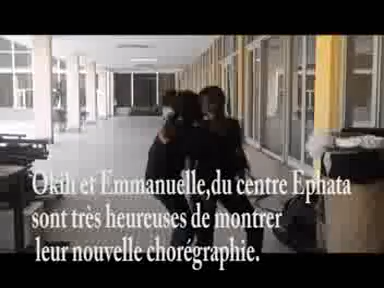 Okili et Emmanuelle,du centre Ephata
sont très heureuses de montrer
leur nouvelle chorégraphie.